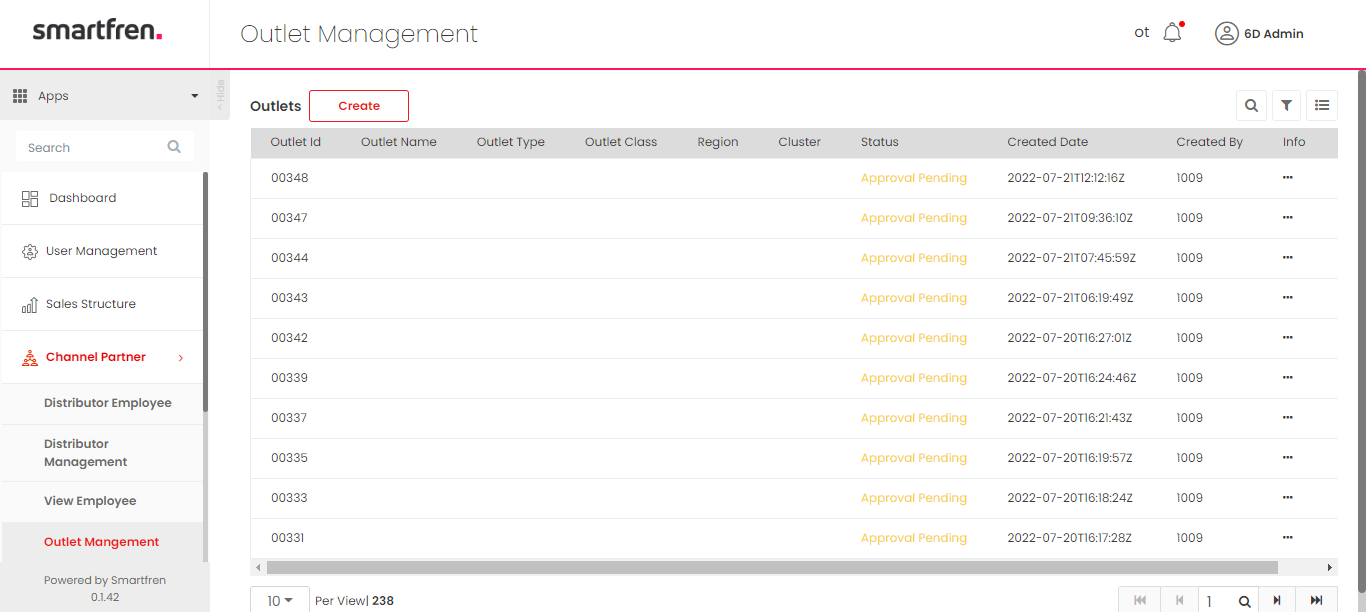 smartfren.
Outlet Management
ot
6D Admin
Apps
< Hide
Search
Dashboard
User Management
Sales Structure
Channel Partner
Distributor Employee
Distributor
Management
View Employee
Outlet Mangement
Powered by Smartfren
0.1.42
Outlets Create
Outlet Id Outlet Name Outlet Type Outlet Class Region Cluster Status Created Date Created By Info
00348 Approval Pending 2022-07-21T12:12:16Z 1009 ...
00347 Approval Pending 2022-07-21T09:36:10Z 1009 ...
00344 Approval Pending 2022-07-21T07:45:59Z 1009 ...
00343 Approval Pending 2022-07-21T06:19:49Z 1009 ...
00342 Approval Pending 2022-07-20T16:27:01Z 1009 ...
00339 Approval Pending 2022-07-20T16:24:46Z 1009 ...
00337 Approval Pending 2022-07-20T16:21:43Z 1009 ...
00335 Approval Pending 2022-07-20T16:19:57Z 1009 ...
00333 Approval Pending 2022-07-20T16:18:24Z 1009 ...
00331 Approval Pending 2022-07-20T16:17:28Z 1009 ...
10 Per View| 238 1